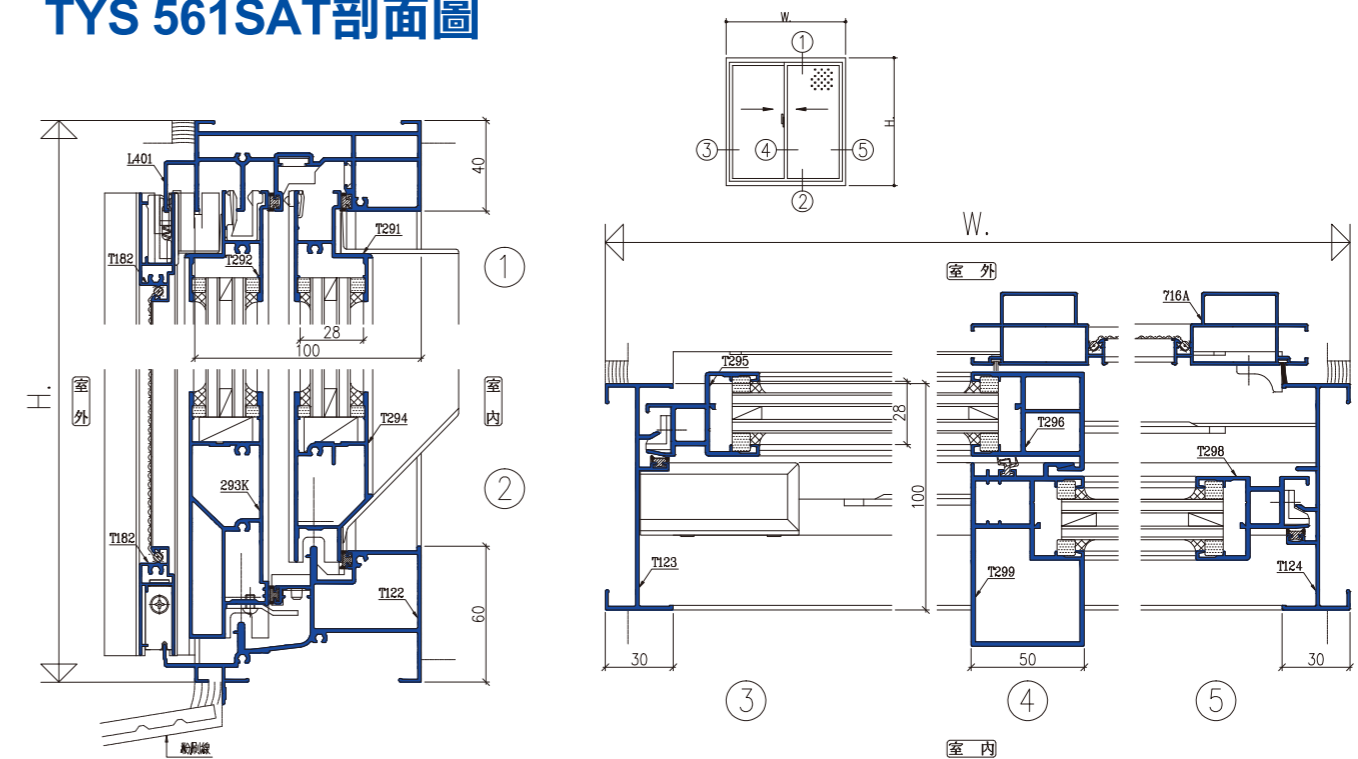 TYS 561SAT剖面圖
W.
H.
①
②
③
④
⑤
L401
T182
T292
T291
40
①
28
100
H.
室外
室內
T294
293K
T182
T122
60
②
W.
室 外
716A
T295
28
T296
T298
100
T123
T299
T124
30
50
30
③
④
⑤
室 內